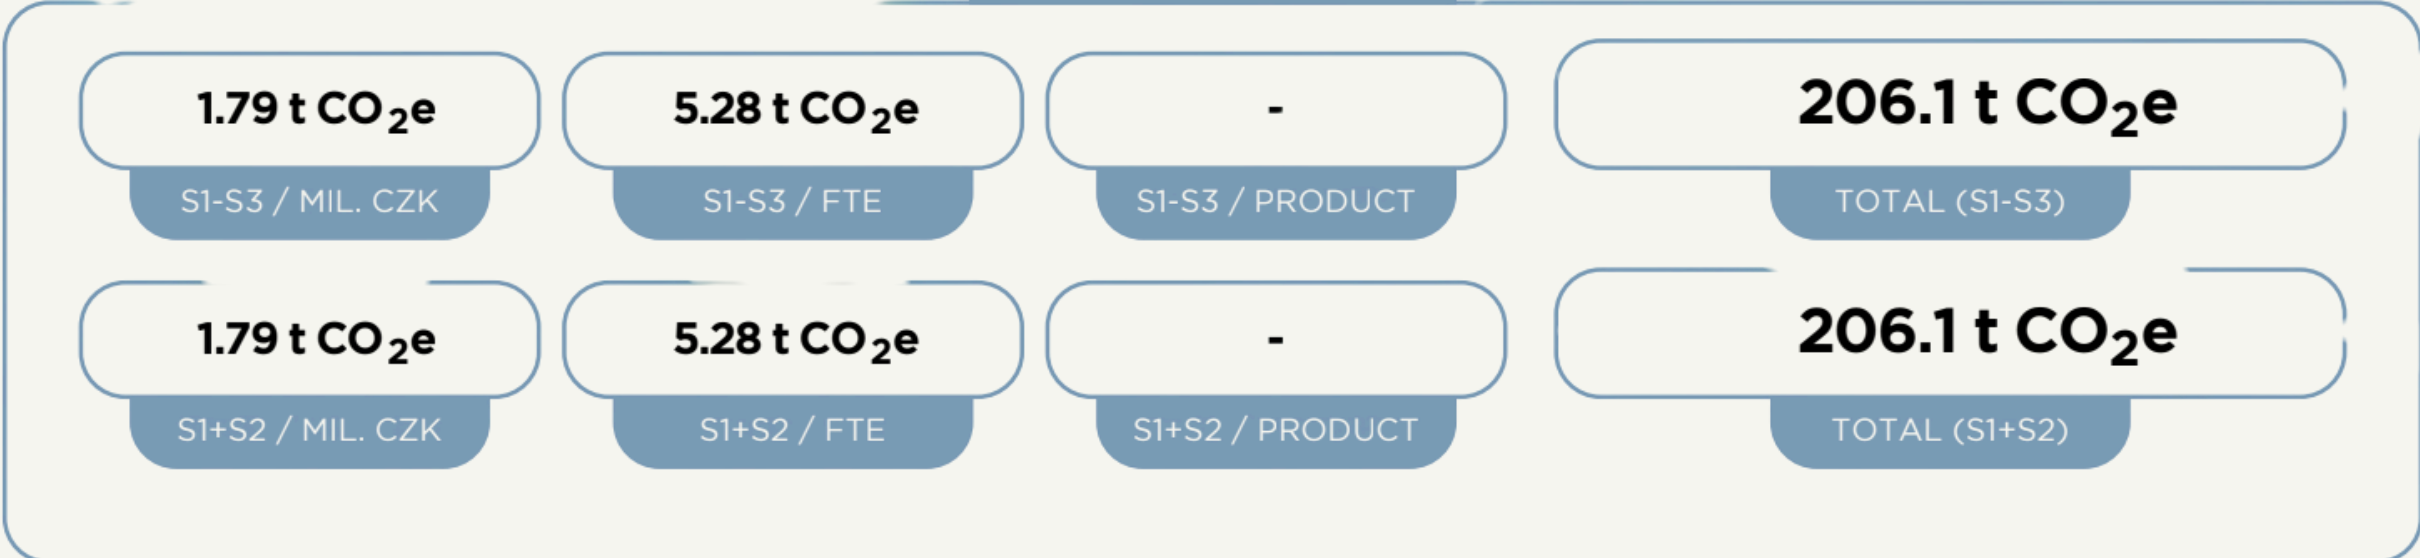 1.79 t CO₂e
5.28 t CO₂e
-
206.1 t CO₂e
S1-S3 / MIL. CZK
S1-S3 / FTE
S1-S3 / PRODUCT
TOTAL (S1-S3)
1.79 t CO₂e
5.28 t CO₂e
-
206.1 t CO₂e
S1+S2 / MIL. CZK
S1+S2 / FTE
S1+S2 / PRODUCT
TOTAL (S1+S2)